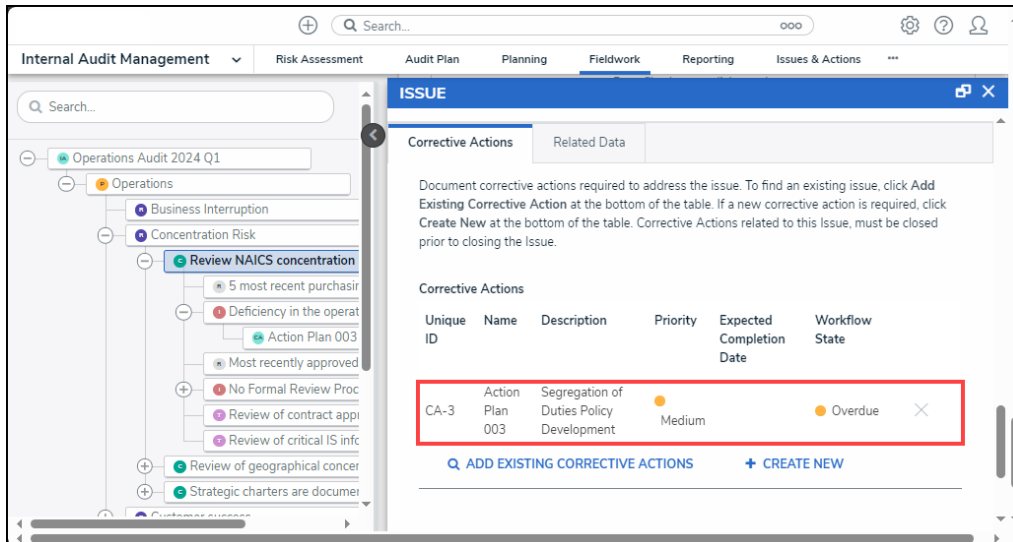 Search...
ooo
Internal Audit Management
Risk Assessment
Audit Plan
Planning
Fieldwork
Reporting
Issues & Actions
Search...
IA Operations Audit 2024 Q1
P Operations
R Business Interruption
R Concentration Risk
C Review NAICS concentration
R 5 most recent purchasin
I Deficiency in the operat
CA Action Plan 003
R Most recently approved
I No Formal Review Proc
T Review of contract appr
T Review of critical IS info
C Review of geographical concer
C Strategic charters are documen
R Customer success
ISSUE
Corrective Actions
Related Data
Document corrective actions required to address the issue. To find an existing issue, click Add
Existing Corrective Action at the bottom of the table. If a new corrective action is required, click
Create New at the bottom of the table. Corrective Actions related to this Issue, must be closed
prior to closing the Issue.
Corrective Actions
Unique ID
Name
Description
Priority
Expected Completion Date
Workflow State
CA-3
Action Plan 003
Segregation of Duties Policy Development
Medium
Overdue
ADD EXISTING CORRECTIVE ACTIONS
+ CREATE NEW